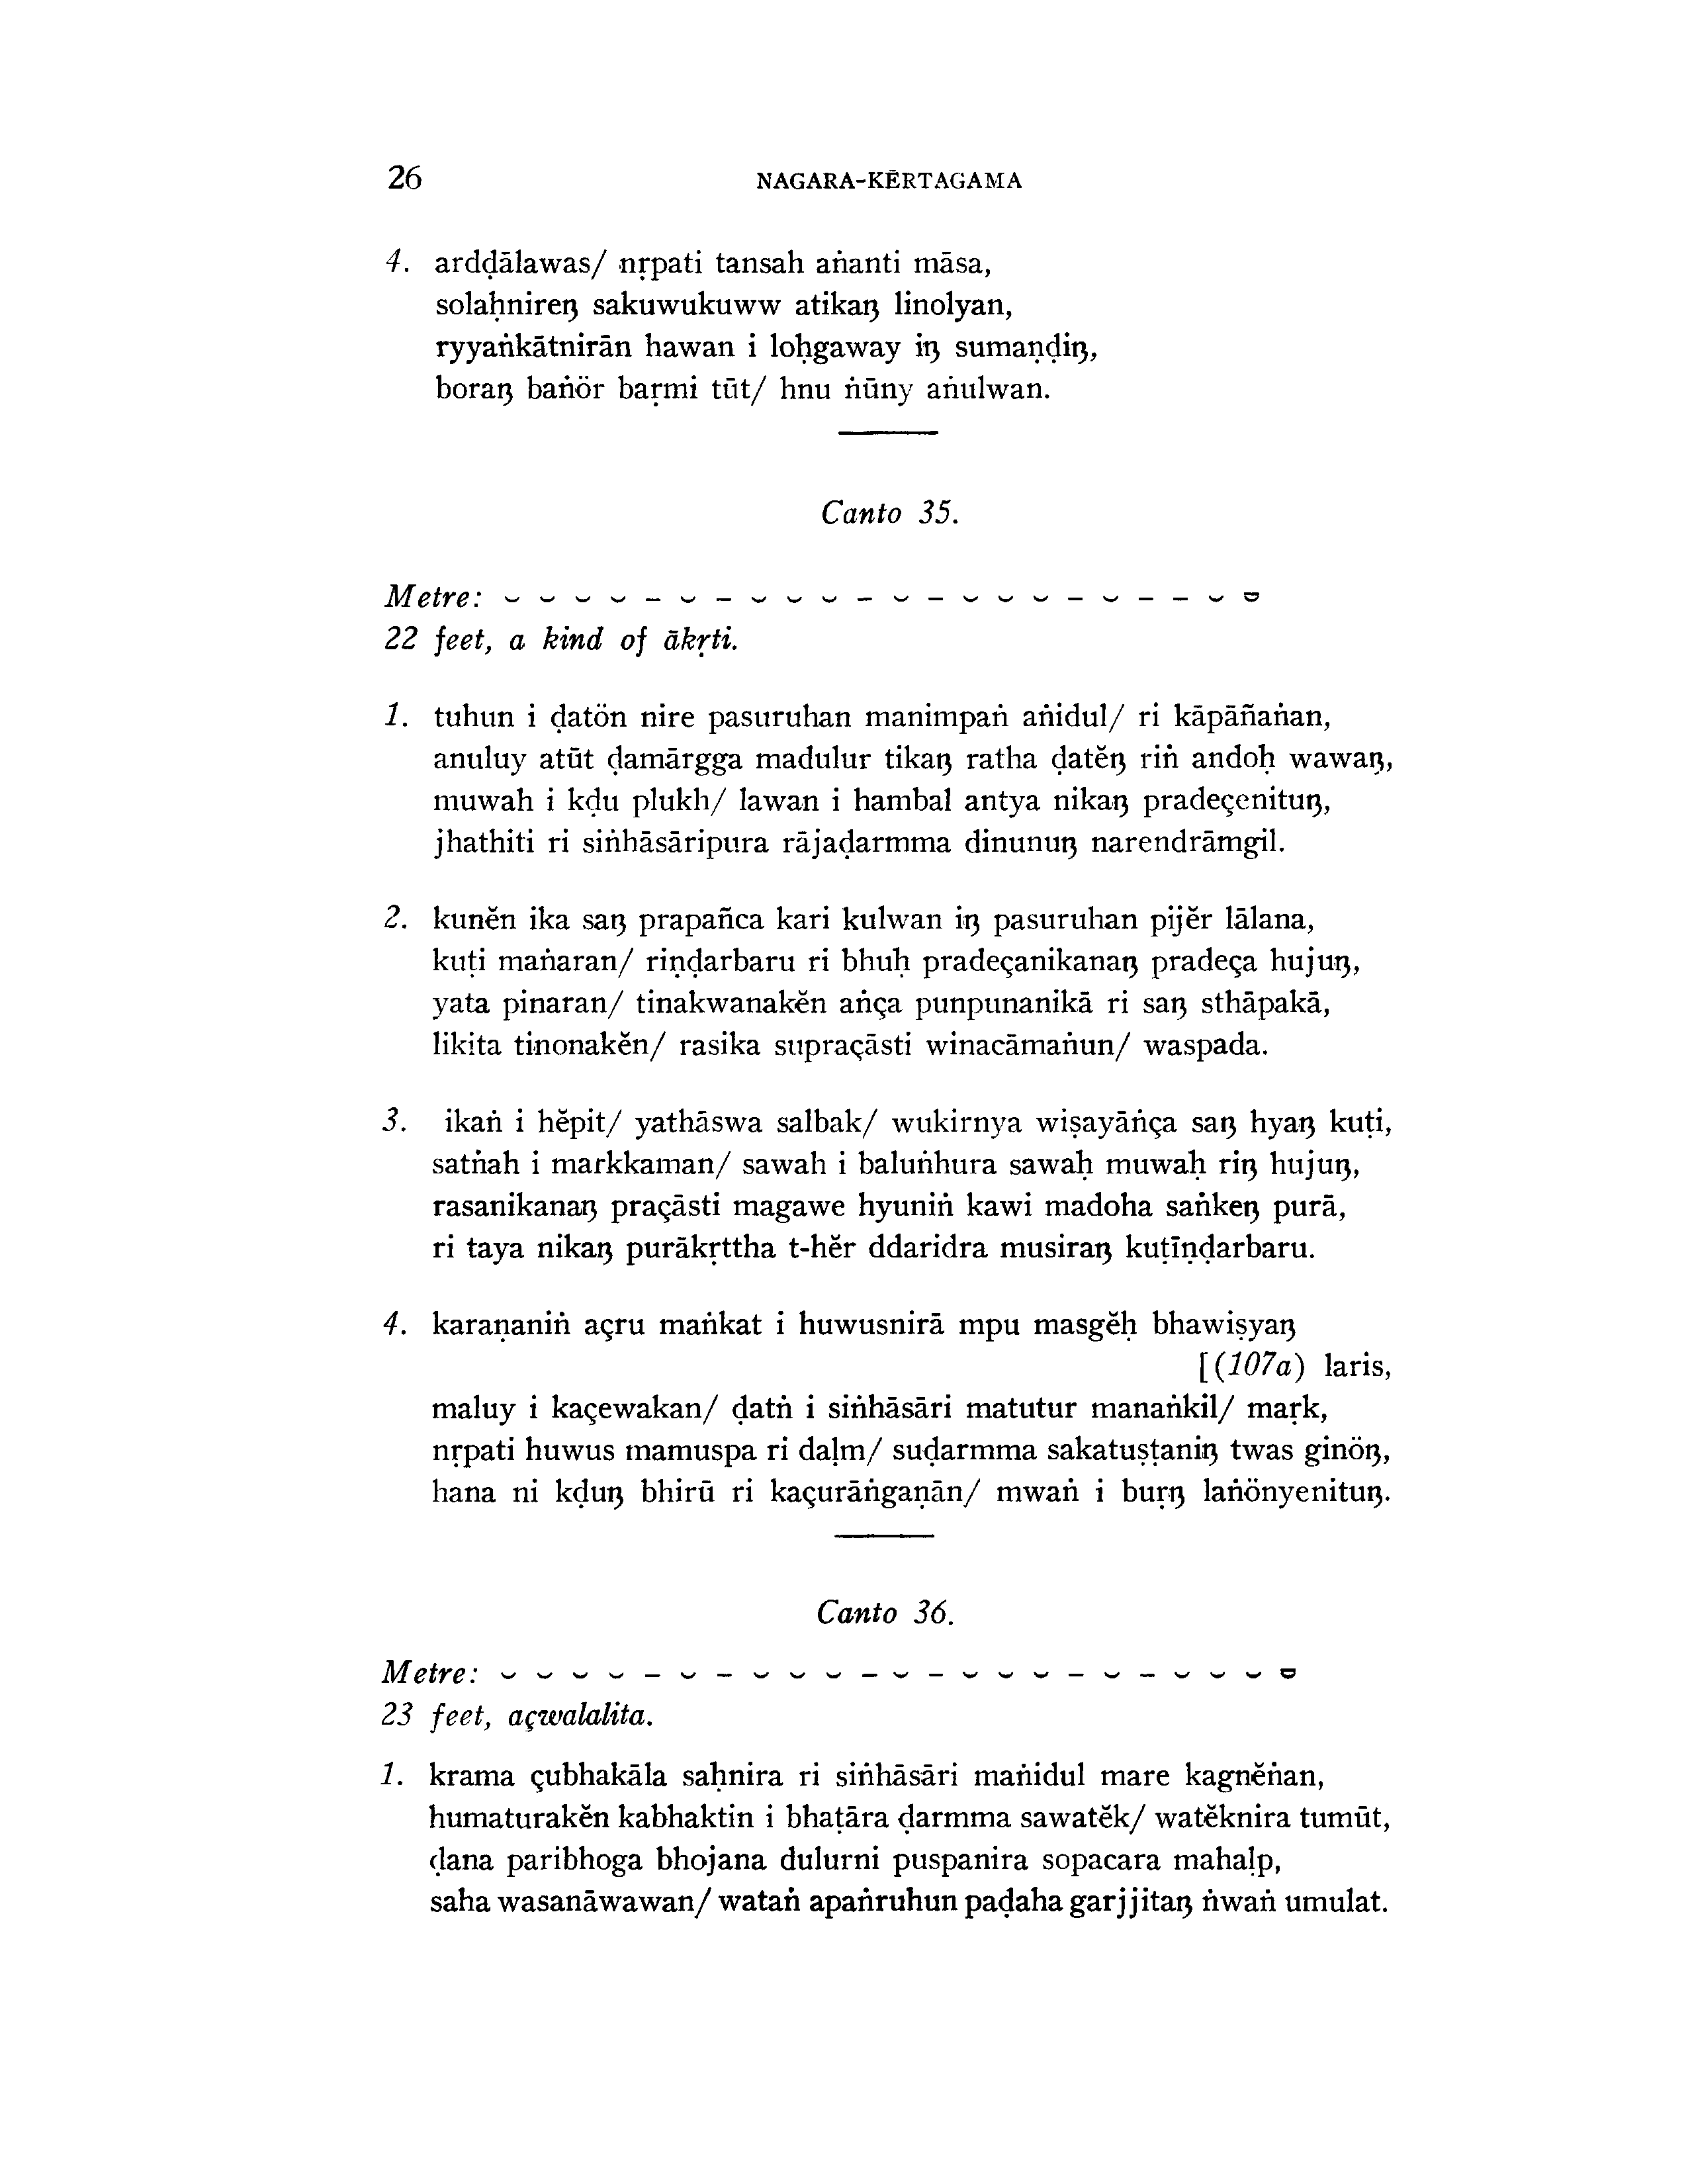 26 NAGARA-KĔRTAGAMA
4. ardḍālawas/ nṛpati tansah aṅanti māsa,
solaḥnireŋ sakuwukuww atikaŋ linolyan,
ryyaṅkātnirān hawan i loḥgaway iŋ sumaṇḍiŋ,
boraŋ baṅör baṛmi tūt/ hnu ṅūny aṅulwan.
Canto 35.
Metre: ⏑ ⏑ ⏑ ⏑ – ⏑ – ⏑ ⏑ ⏑ – ⏑ – ⏑ ⏑ ⏑ – ⏑ – – ⏑ ⏓
22 feet, a kind of ākṛti.
1. tuhun i ḍatön nire pasuruhan manimpaṅ aṅidul/ ri kāpāñaṅan,
anuluy atūt ḍamārgga madulur tikaŋ ratha ḍatĕŋ riṅ andoḥ wawaŋ,
muwah i kḍu plukh/ lawan i hambal antya nikaŋ pradeçenituŋ,
jhathiti ri siṅhāsāripura rājaḍarmma dinunuŋ narendrāmgil.
2. kunĕn ika saŋ prapañca kari kulwan iŋ pasuruhan pijĕr lālana,
kuṭi maṅaran/ riṇḍarbaru ri bhuḥ pradeçanikanaŋ pradeça hujuŋ,
yata pinaran/ tinakwanakĕn aṅça punpunanikā ri saŋ sthāpakā,
likita tinonakĕn/ rasika supraçāsti winacāmaṅun/ waspada.
3. ikaṅ i hĕpit/ yathāswa salbak/ wukirnya wiṣayāṅça saŋ hyaŋ kuṭi,
satṅah i markkaman/ sawah i baluṅhura sawaḥ muwaḥ riŋ hujuŋ,
rasanikanaŋ praçāsti magawe hyuniṅ kawi madoha saṅkeŋ purā,
ri taya nikaŋ purākṛttha t-hĕr ddaridra musiraŋ kuṭīṇḍarbaru.
4. karaṇaniṅ açru maṅkat i huwusnirā mpu masgĕḥ bhawiṣyaŋ
[(107a) laris,
maluy i kaçewakan/ ḍatṅ i siṅhāsāri matutur manaṅkil/ maṛk,
nṛpati huwus mamuspa ri daḷm/ suḍarmma sakatuṣṭaniŋ twas ginöŋ,
hana ni kḍuŋ bhirū ri kaçurāṅgaṇān/ mwaṅ i buṛŋ laṅönyenituŋ.
Canto 36.
Metre: ⏑ ⏑ ⏑ ⏑ – ⏑ – ⏑ ⏑ ⏑ – ⏑ – ⏑ ⏑ ⏑ – ⏑ – ⏑ ⏑ ⏑ ⏓
23 feet, açwalalita.
1. krama çubhakāla saḥnira ri siṅhāsāri maṅidul mare kagnĕṅan,
humaturakĕn kabhaktin i bhaṭāra ḍarmma sawatĕk/ watĕknira tumūt,
ḍana paribhoga bhojana dulurni puspanira sopacara mahaḷp,
saha wasanāwawan/ wataṅ apaṅruhun paḍaha garjjitaŋ ṅwaṅ umulat.